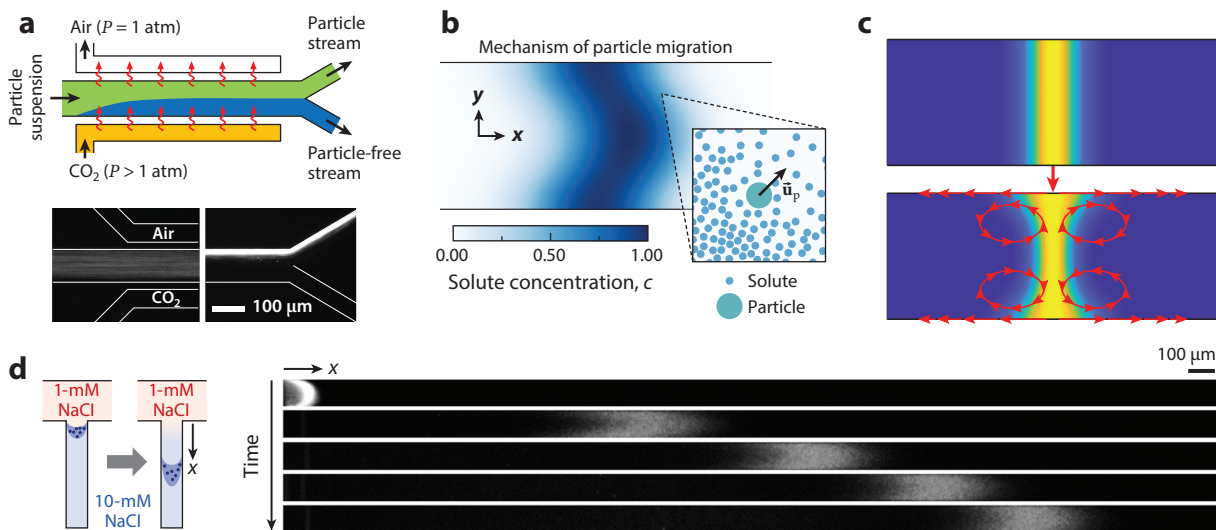 a
Air (P = 1 atm)
Particle
stream
Particle
suspension
CO₂ (P > 1 atm)
Particle-free
stream
Air
CO₂
100 µm
b
Mechanism of particle migration
y
x
u⃗ₚ
0.00
0.50
1.00
Solute concentration, c
Solute
Particle
c
d
1-mM
NaCl
1-mM
NaCl
x
10-mM
NaCl
x
Time
100 µm